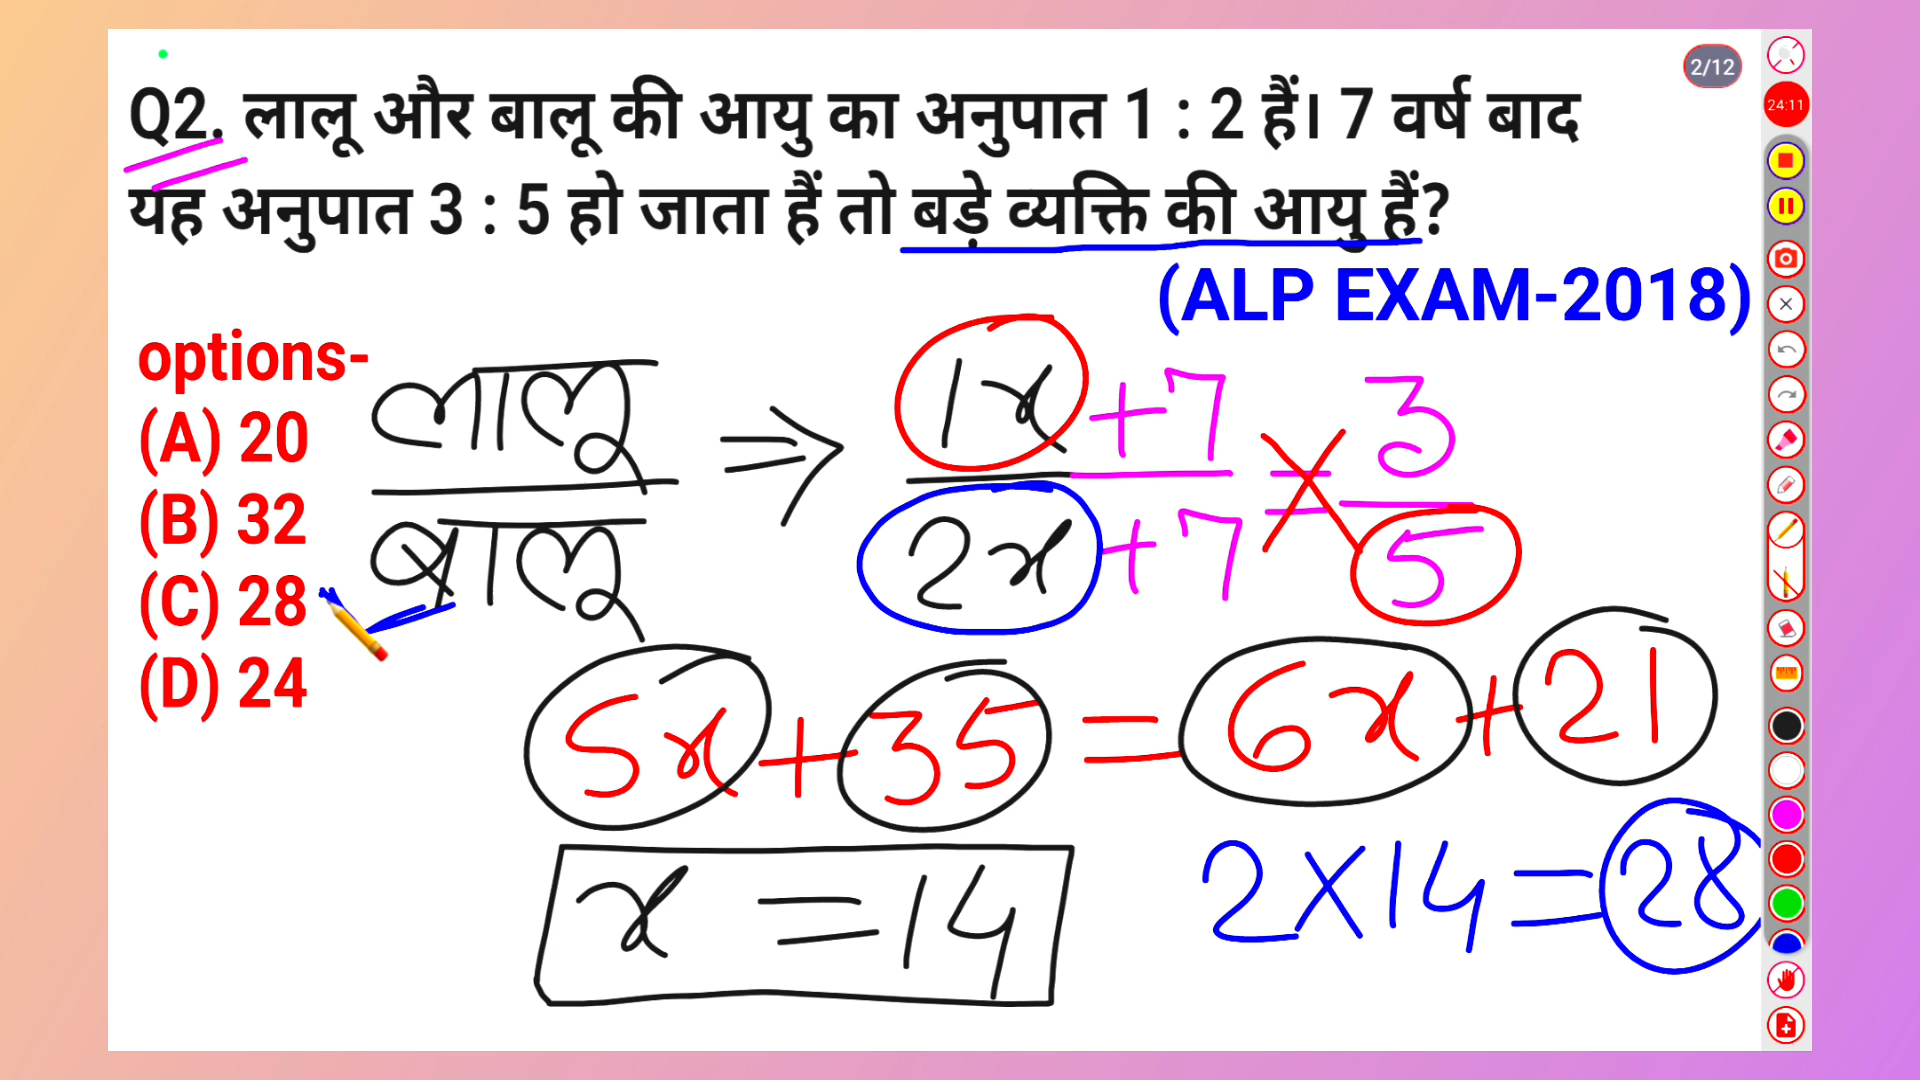 2/12
24:11
Q2. लालू और बालू की आयु का अनुपात 1 : 2 हैं। 7 वर्ष बाद
यह अनुपात 3 : 5 हो जाता हैं तो बड़े व्यक्ति की आयु हैं?
(ALP EXAM-2018)
options-
(A) 20
(B) 32
(C) 28
(D) 24
लालू ⇒ 1x +7 = 3
बालू 2x +7 5
5x + 35 = 6x + 21
x = 14
2×14 = 28